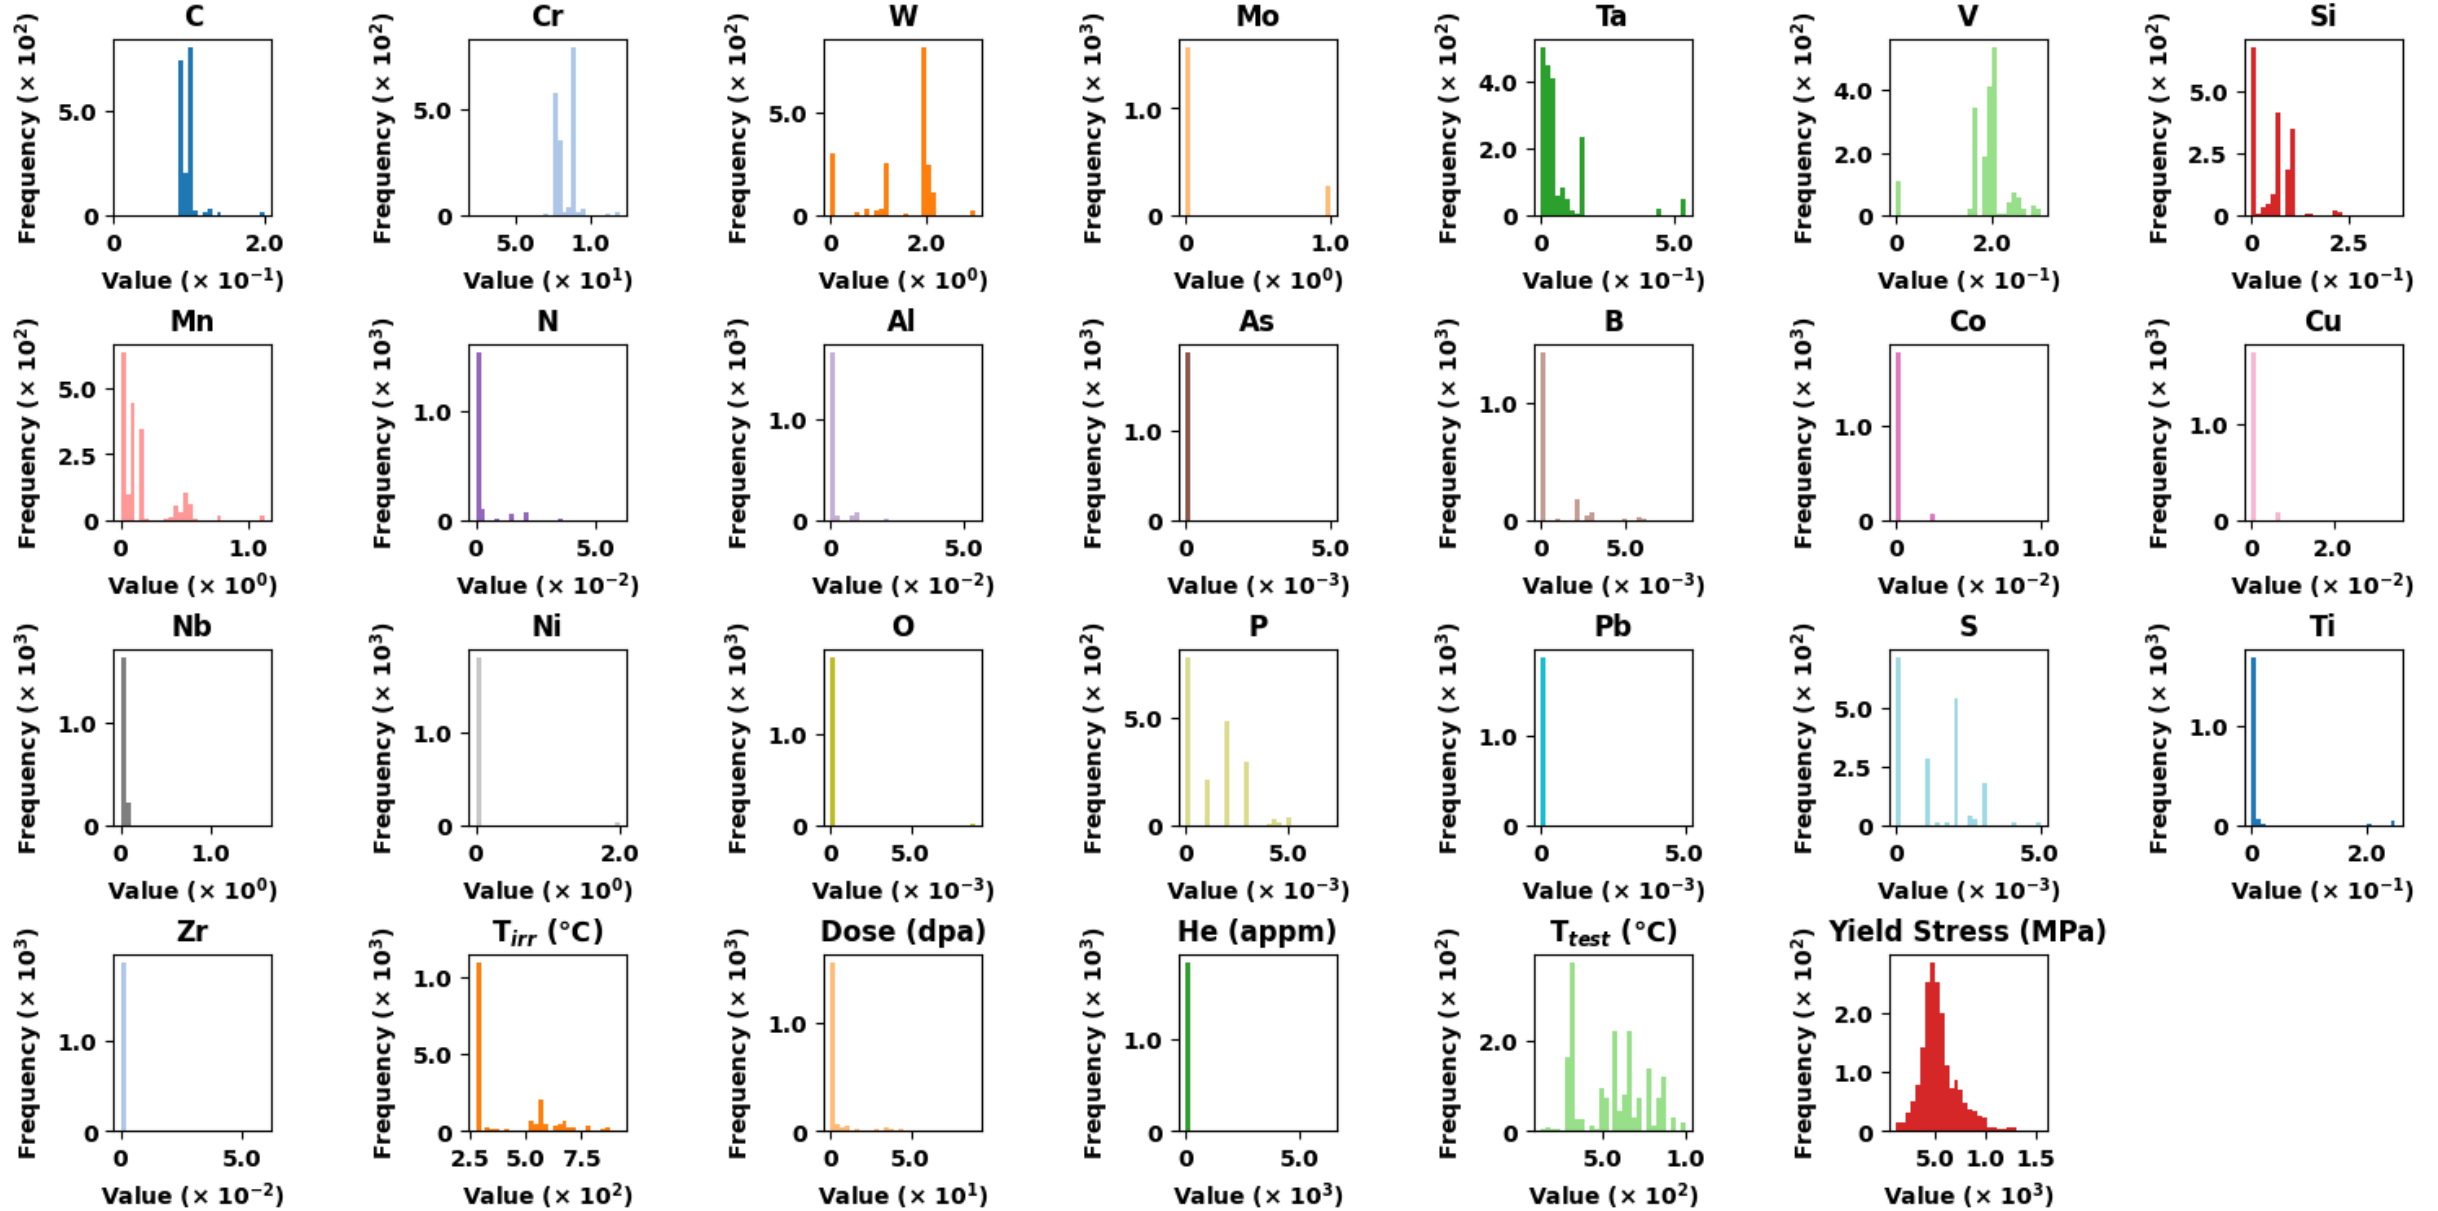 C
Frequency (× 10²)
5.0
0
0 2.0
Value (× 10⁻¹)
Cr
Frequency (× 10²)
5.0
0
5.0 1.0
Value (× 10¹)
W
Frequency (× 10²)
5.0
0
0 2.0
Value (× 10⁰)
Mo
Frequency (× 10³)
1.0
0
0 1.0
Value (× 10⁰)
Ta
Frequency (× 10²)
4.0
2.0
0
0 5.0
Value (× 10⁻¹)
V
Frequency (× 10²)
4.0
2.0
0
0 2.0
Value (× 10⁻¹)
Si
Frequency (× 10²)
5.0
2.5
0
0 2.5
Value (× 10⁻¹)
Mn
Frequency (× 10²)
5.0
2.5
0
0 1.0
Value (× 10⁰)
N
Frequency (× 10³)
1.0
0
0 5.0
Value (× 10⁻²)
Al
Frequency (× 10³)
1.0
0
0 5.0
Value (× 10⁻²)
As
Frequency (× 10³)
1.0
0
0 5.0
Value (× 10⁻³)
B
Frequency (× 10³)
1.0
0
0 5.0
Value (× 10⁻³)
Co
Frequency (× 10³)
1.0
0
0 1.0
Value (× 10⁻²)
Cu
Frequency (× 10³)
1.0
0
0 2.0
Value (× 10⁻²)
Nb
Frequency (× 10³)
1.0
0
0 1.0
Value (× 10⁰)
Ni
Frequency (× 10³)
1.0
0
0 2.0
Value (× 10⁰)
O
Frequency (× 10³)
1.0
0
0 5.0
Value (× 10⁻³)
P
Frequency (× 10²)
5.0
0
0 5.0
Value (× 10⁻³)
Pb
Frequency (× 10³)
1.0
0
0 5.0
Value (× 10⁻³)
S
Frequency (× 10²)
5.0
2.5
0
0 5.0
Value (× 10⁻³)
Ti
Frequency (× 10³)
1.0
0
0 2.0
Value (× 10⁻¹)
Zr
Frequency (× 10³)
1.0
0
0 5.0
Value (× 10⁻²)
T_irr (°C)
Frequency (× 10³)
1.0
5.0
0
2.5 5.0 7.5
Value (× 10²)
Dose (dpa)
Frequency (× 10³)
1.0
0
0 5.0
Value (× 10¹)
He (appm)
Frequency (× 10³)
1.0
0
0 5.0
Value (× 10³)
T_test (°C)
Frequency (× 10²)
2.0
0
5.0 1.0
Value (× 10²)
Yield Stress (MPa)
Frequency (× 10²)
2.0
1.0
0
5.0 1.0 1.5
Value (× 10³)